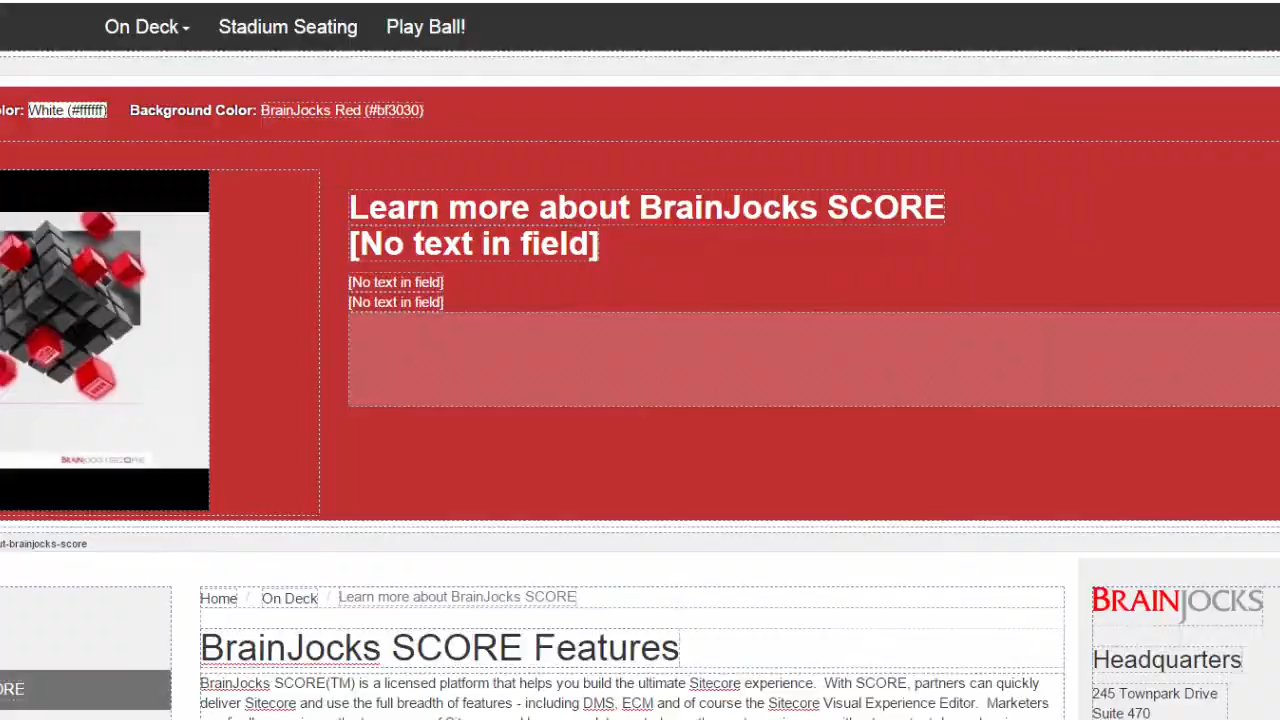 On Deck Stadium Seating Play Ball!
lor: White (#ffffff) Background Color: BrainJocks Red (#bf3030)
Learn more about BrainJocks SCORE
[No text in field]
[No text in field]
[No text in field]
BRAINJOCKS SCORE
ut-brainjocks-score
Home / On Deck / Learn more about BrainJocks SCORE
BRAINJOCKS
BrainJocks SCORE Features
Headquarters
ORE
BrainJocks SCORE(TM) is a licensed platform that helps you build the ultimate Sitecore experience. With SCORE, partners can quickly
deliver Sitecore and use the full breadth of features - including DMS, ECM and of course the Sitecore Visual Experience Editor. Marketers
245 Townpark Drive
Suite 470